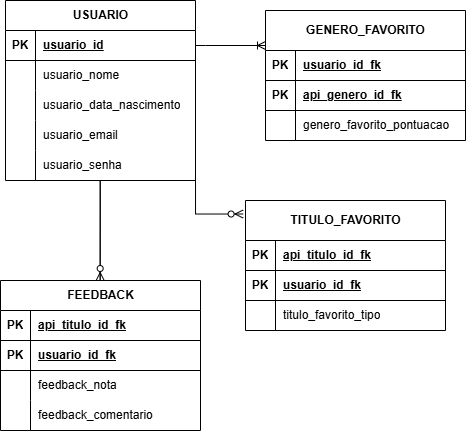 USUARIO
PK usuario_id
usuario_nome
usuario_data_nascimento
usuario_email
usuario_senha
GENERO_FAVORITO
PK usuario_id_fk
PK api_genero_id_fk
genero_favorito_pontuacao
TITULO_FAVORITO
PK api_titulo_id_fk
PK usuario_id_fk
titulo_favorito_tipo
FEEDBACK
PK api_titulo_id_fk
PK usuario_id_fk
feedback_nota
feedback_comentario